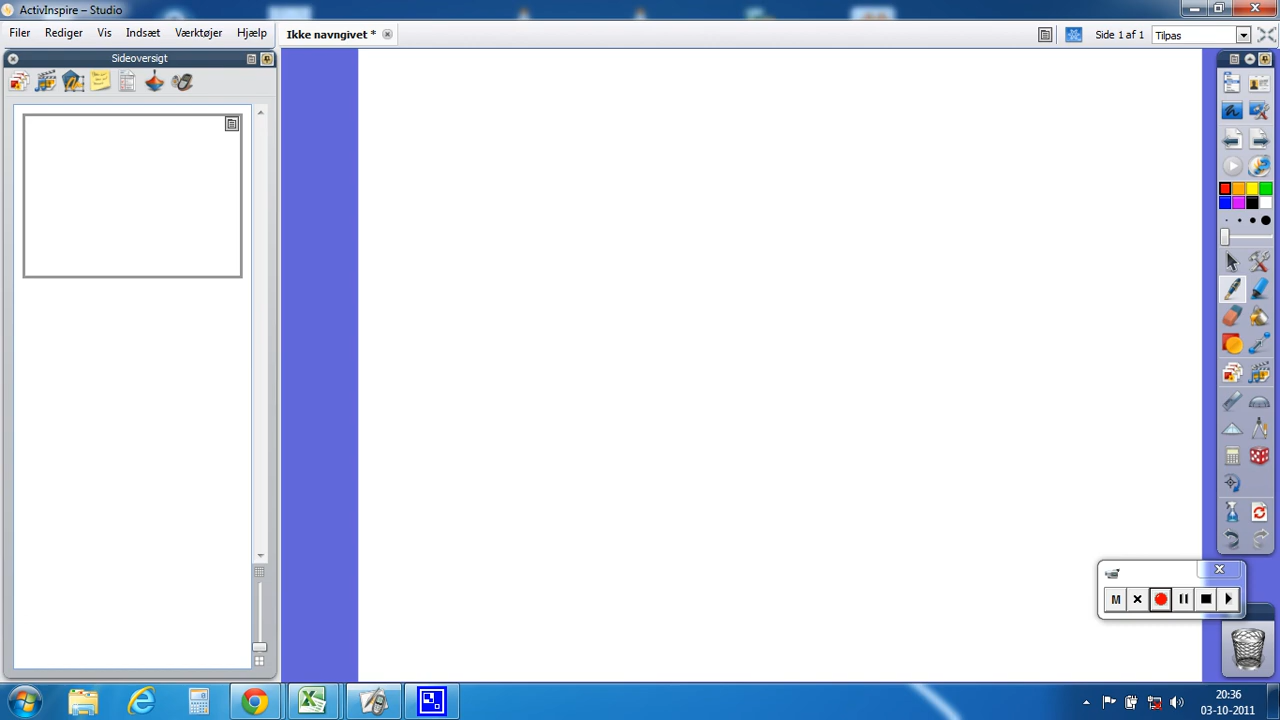 ActivInspire – Studio
Filer Rediger Vis Indsæt Værktøjer Hjælp
Ikke navngivet *
Side 1 af 1
Tilpas
Sideoversigt
M
20:36
03-10-2011